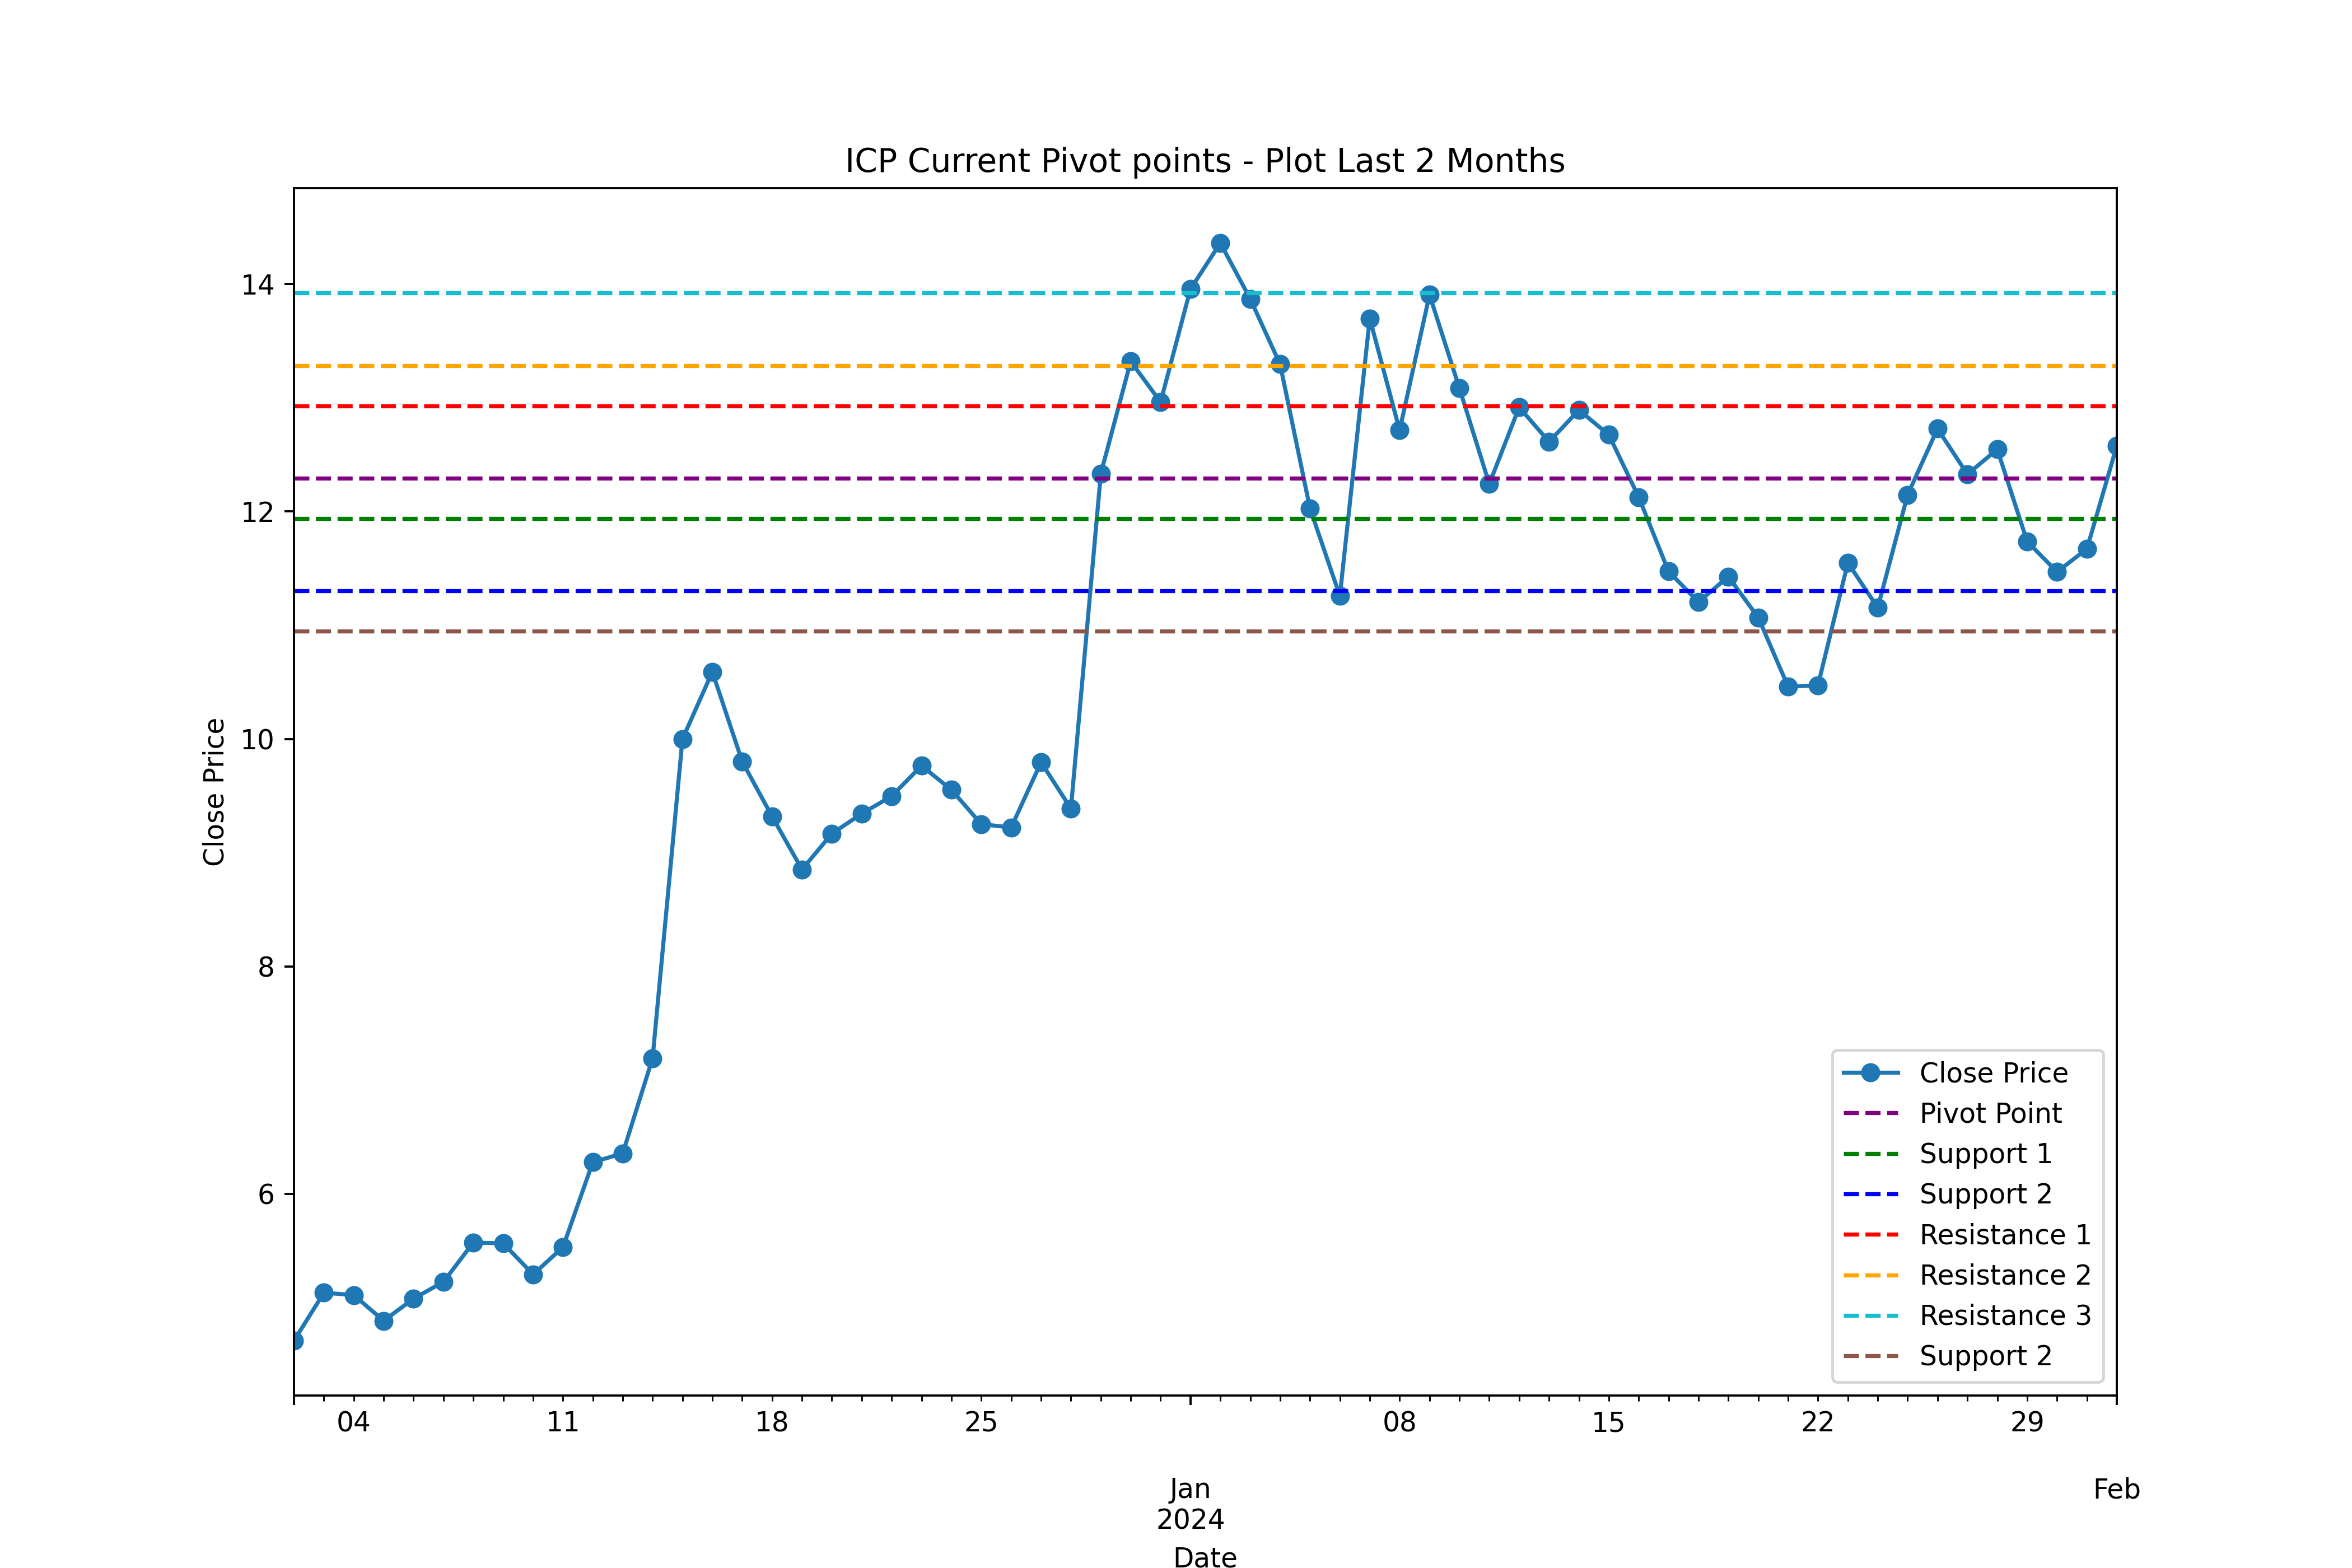 ICP Current Pivot points - Plot Last 2 Months
14
12
10
8
6
Close Price
Close Price
Pivot Point
Support 1
Support 2
Resistance 1
Resistance 2
Resistance 3
Support 2
04 11 18 25 08 15 22 29
Jan Feb
2024
Date